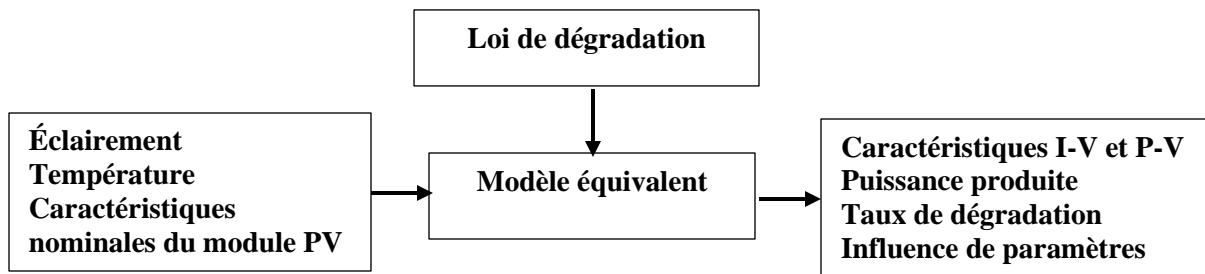 Loi de dégradation
Éclairement
Température
Caractéristiques
nominales du module PV
Modèle équivalent
Caractéristiques I-V et P-V
Puissance produite
Taux de dégradation
Influence de paramètres